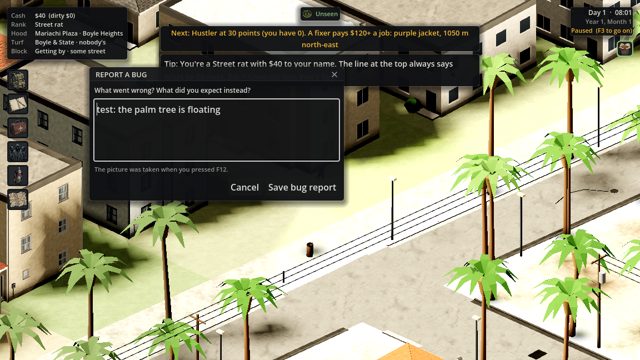 Cash $40 (dirty $0)
Rank Street rat
Hood Mariachi Plaza · Boyle Heights
Turf Boyle & State · nobody's
Block Getting by · some street
Unseen
Next: Hustler at 30 points (you have 0). A fixer pays $120+ a job: purple jacket, 1050 m
north-east
Tip: You're a Street rat with $40 to your name. The line at the top always says
Day 1 · 08:01
Year 1, Month 1
Paused (F3 to go on)
REPORT A BUG
What went wrong? What did you expect instead?
test: the palm tree is floating
The picture was taken when you pressed F12.
Cancel Save bug report